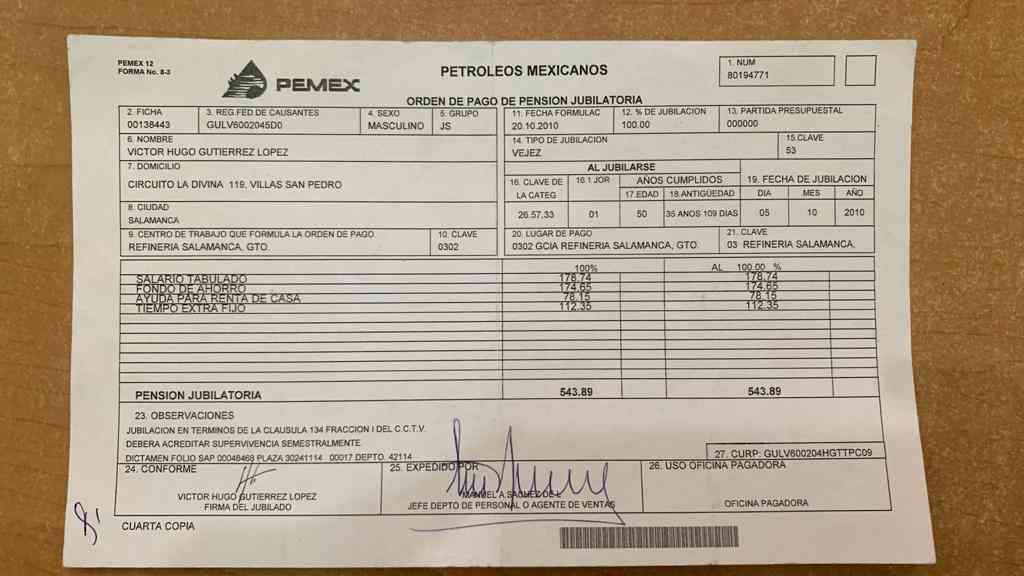 PEMEX 12
FORMA No. 8-3
PEMEX
PETROLEOS MEXICANOS
ORDEN DE PAGO DE PENSION JUBILATORIA
1. NUM
80194771
2. FICHA
00138443
3. REG.FED DE CAUSANTES
GULV6002045D0
4. SEXO
MASCULINO
5. GRUPO
JS
11. FECHA FORMULAC
20.10.2010
12. % DE JUBILACION
100.00
13. PARTIDA PRESUPUESTAL
000000
6. NOMBRE
VICTOR HUGO GUTIERREZ LOPEZ
14. TIPO DE JUBILACION
VEJEZ
15.CLAVE
53
7. DOMICILIO
CIRCUITO LA DIVINA 119, VILLAS SAN PEDRO
AL JUBILARSE
16. CLAVE DE
LA CATEG
26.57.33
16.1 JOR
01
AÑOS CUMPLIDOS
17.EDAD
50
18.ANTIGÜEDAD
35 ANOS 109 DIAS
19. FECHA DE JUBILACION
DIA MES AÑO
05 10 2010
8. CIUDAD
SALAMANCA
9. CENTRO DE TRABAJO QUE FORMULA LA ORDEN DE PAGO
REFINERIA SALAMANCA, GTO.
10. CLAVE
0302
20. LUGAR DE PAGO
0302 GCIA REFINERIA SALAMANCA, GTO.
21. CLAVE
03 REFINERIA SALAMANCA,
100% AL 100.00 %
SALARIO TABULADO 178.74 178.74
FONDO DE AHORRO 174.65 174.65
AYUDA PARA RENTA DE CASA 78.15 78.15
TIEMPO EXTRA FIJO 112.35 112.35
PENSION JUBILATORIA 543.89 543.89
23. OBSERVACIONES
JUBILACION EN TERMINOS DE LA CLAUSULA 134 FRACCION I DEL C.C.T.V.
DEBERA ACREDITAR SUPERVIVENCIA SEMESTRALMENTE
DICTAMEN FOLIO SAP 00046468 PLAZA 30241114 00017 DEPTO. 42114
27. CURP: GULV600204HGTTPC09
24. CONFORME
VICTOR HUGO GUTIERREZ LOPEZ
FIRMA DEL JUBILADO
25. EXPEDIDO POR
MANUEL A.
JEFE DEPTO DE PERSONAL O AGENTE DE VENTAS
26. USO OFICINA PAGADORA
OFICINA PAGADORA
CUARTA COPIA